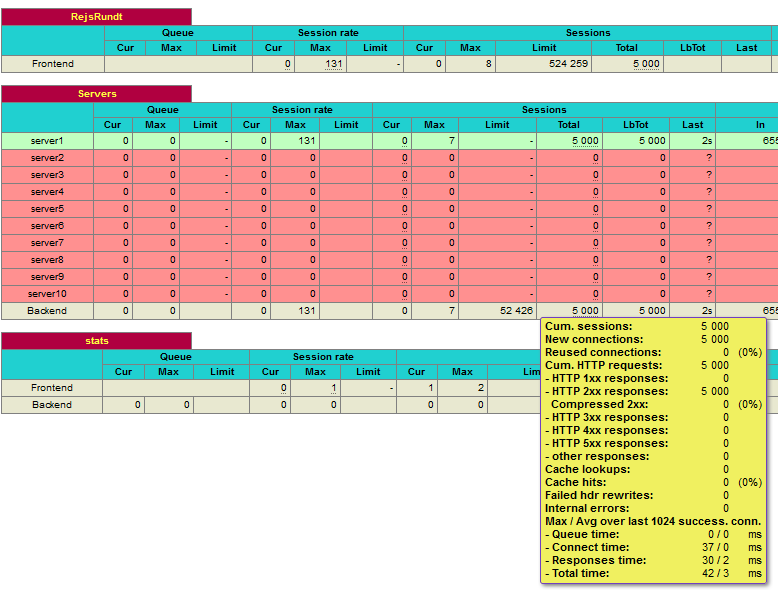 RejsRundt
Queue Session rate Sessions
Cur Max Limit Cur Max Limit Cur Max Limit Total LbTot Last
Frontend 0 131 - 0 8 524 259 5 000
Servers
Queue Session rate Sessions
Cur Max Limit Cur Max Limit Cur Max Limit Total LbTot Last In
server1 0 0 - 0 131 0 7 - 5 000 5 000 2s 655
server2 0 0 - 0 0 0 0 - 0 0 ?
server3 0 0 - 0 0 0 0 - 0 0 ?
server4 0 0 - 0 0 0 0 - 0 0 ?
server5 0 0 - 0 0 0 0 - 0 0 ?
server6 0 0 - 0 0 0 0 - 0 0 ?
server7 0 0 - 0 0 0 0 - 0 0 ?
server8 0 0 - 0 0 0 0 - 0 0 ?
server9 0 0 - 0 0 0 0 - 0 0 ?
server10 0 0 - 0 0 0 0 - 0 0 ?
Backend 0 0 0 131 0 7 52 426 5 000 5 000 2s 655
stats
Queue Session rate
Cur Max Limit Cur Max Limit Cur Max Lim
Frontend 0 1 - 1 2
Backend 0 0 0 0 0 0
Cum. sessions: 5 000
New connections: 5 000
Reused connections: 0 (0%)
Cum. HTTP requests: 5 000
- HTTP 1xx responses: 0
- HTTP 2xx responses: 5 000
Compressed 2xx: 0 (0%)
- HTTP 3xx responses: 0
- HTTP 4xx responses: 0
- HTTP 5xx responses: 0
- other responses: 0
Cache lookups: 0
Cache hits: 0 (0%)
Failed hdr rewrites: 0
Internal errors: 0
Max / Avg over last 1024 success. conn.
- Queue time: 0 / 0 ms
- Connect time: 37 / 0 ms
- Responses time: 30 / 2 ms
- Total time: 42 / 3 ms